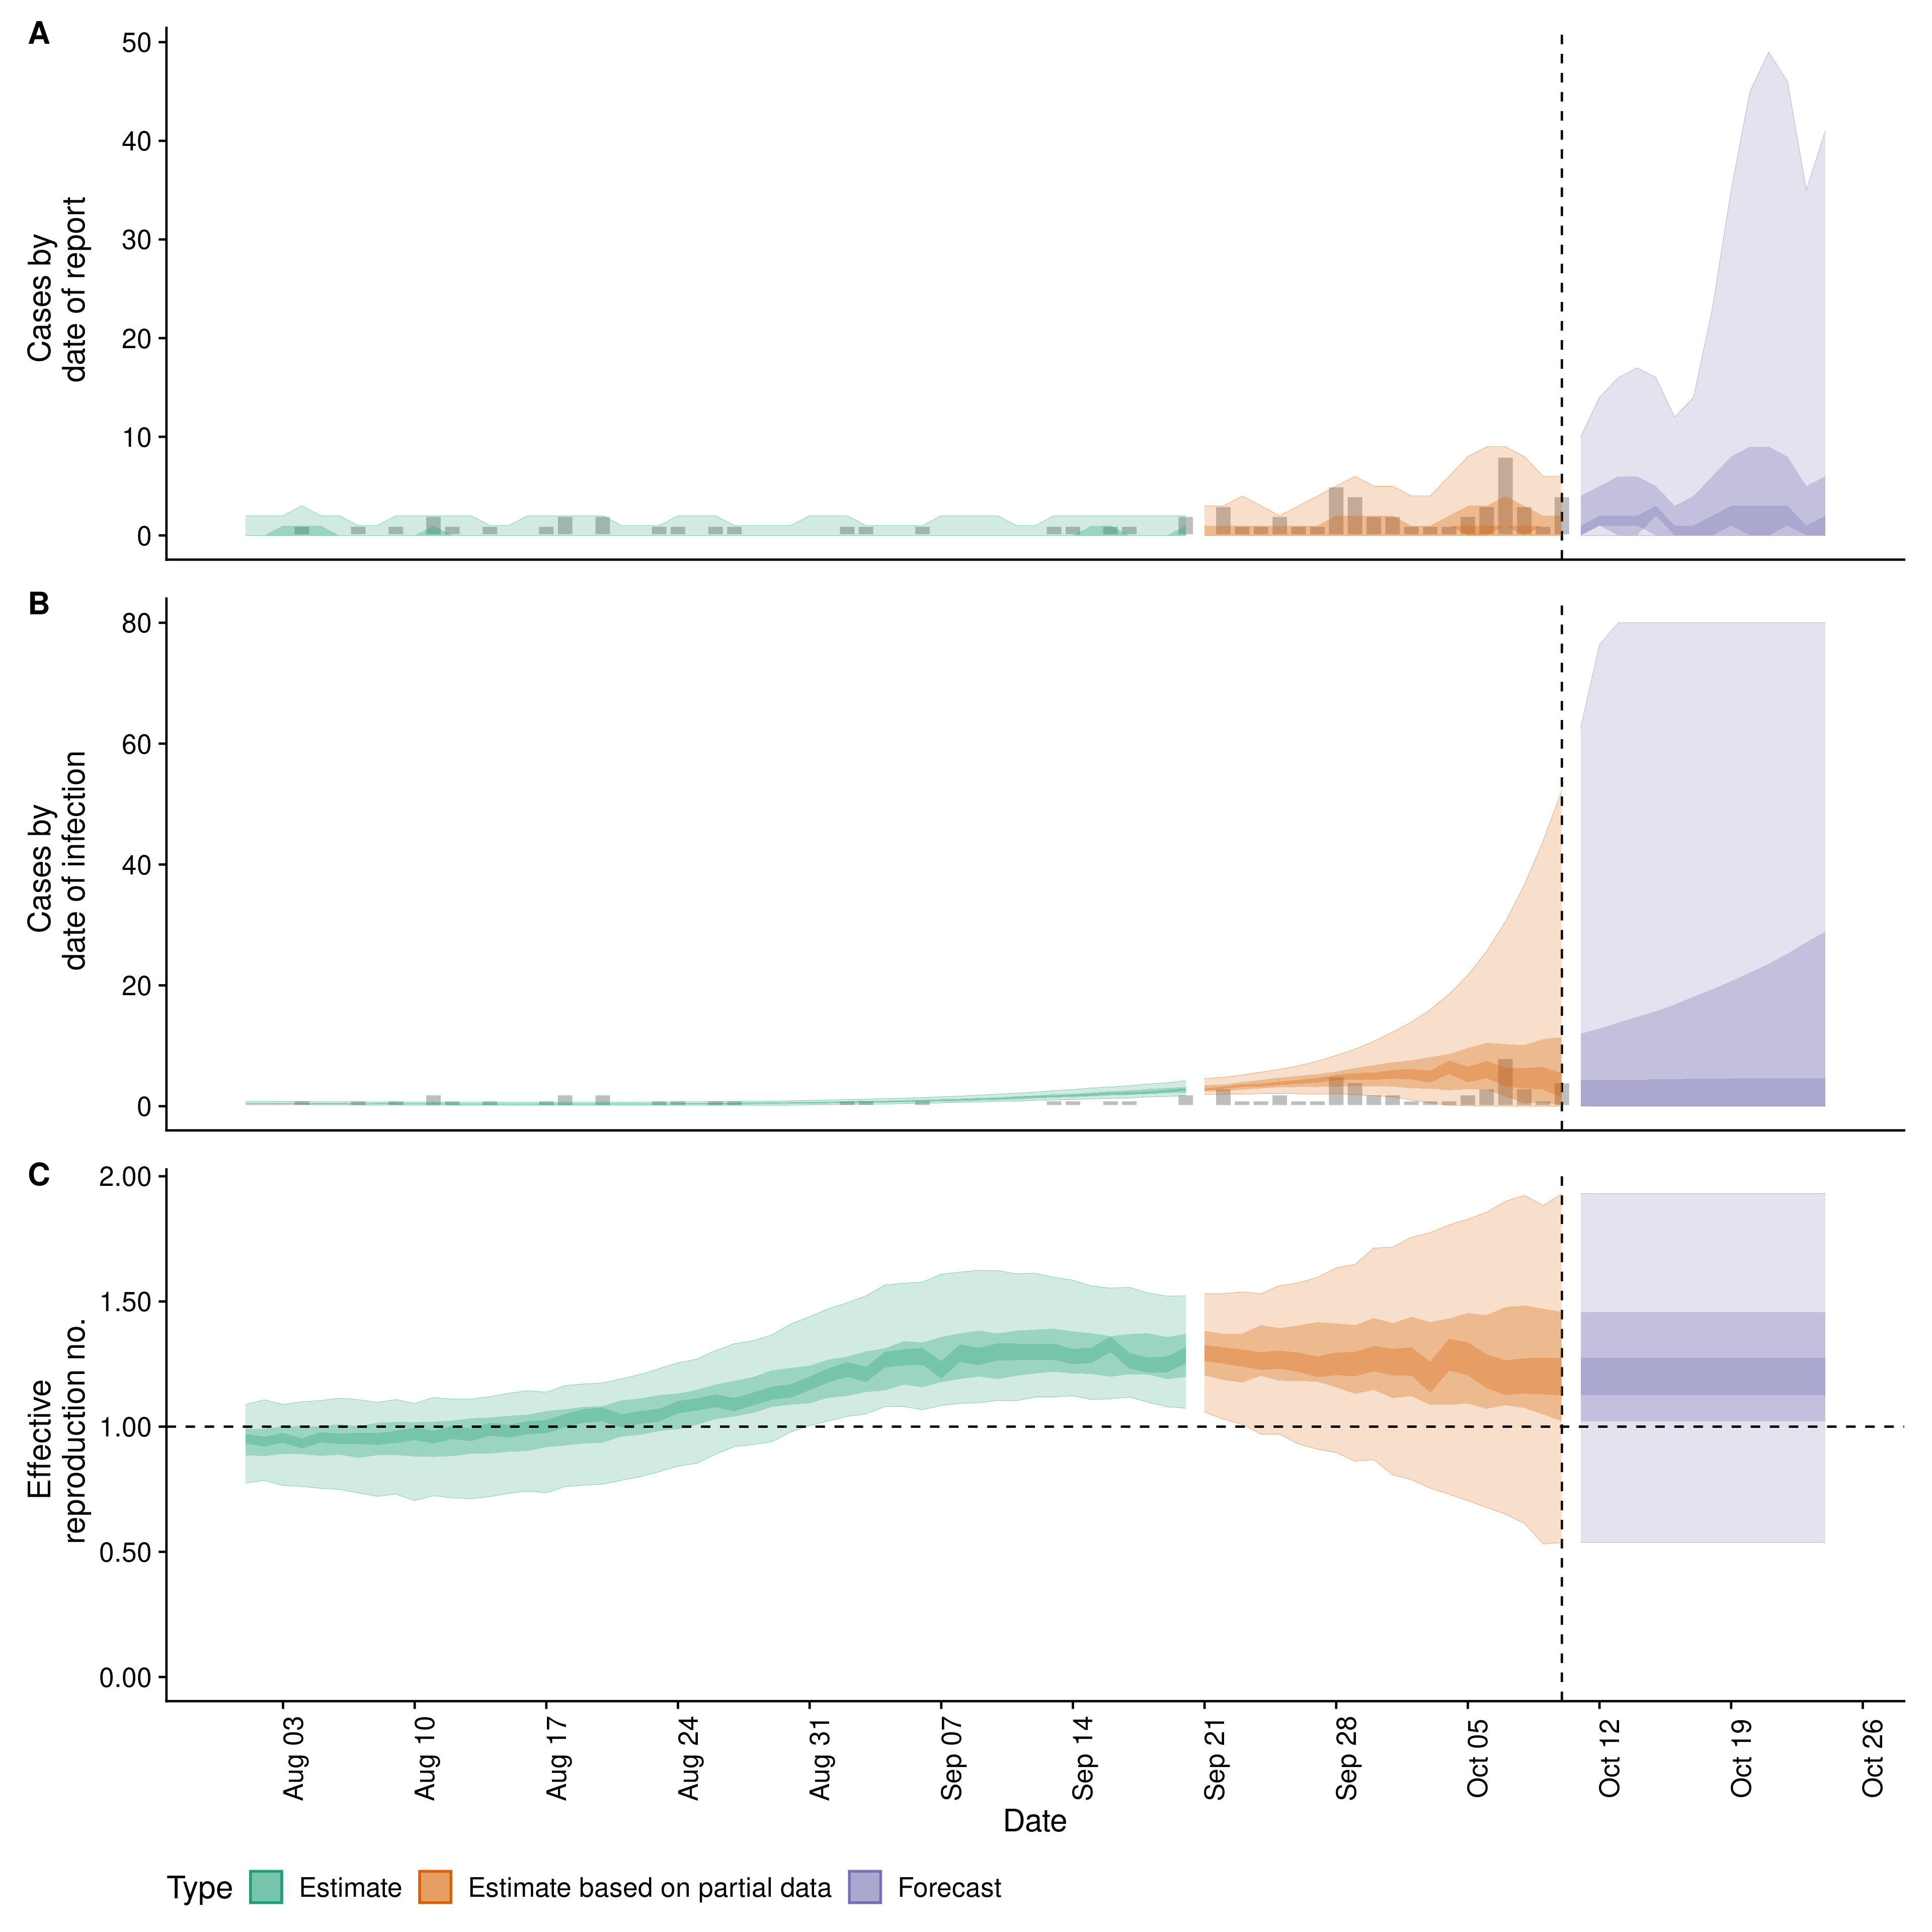 A
50
40
30
20
10
0
Cases by
date of report
B
80
60
40
20
0
Cases by
date of infection
C
2.00
1.50
1.00
0.50
0.00
Effective
reproduction no.
Aug 03
Aug 10
Aug 17
Aug 24
Aug 31
Sep 07
Sep 14
Sep 21
Sep 28
Oct 05
Oct 12
Oct 19
Oct 26
Date
Type Estimate Estimate based on partial data Forecast